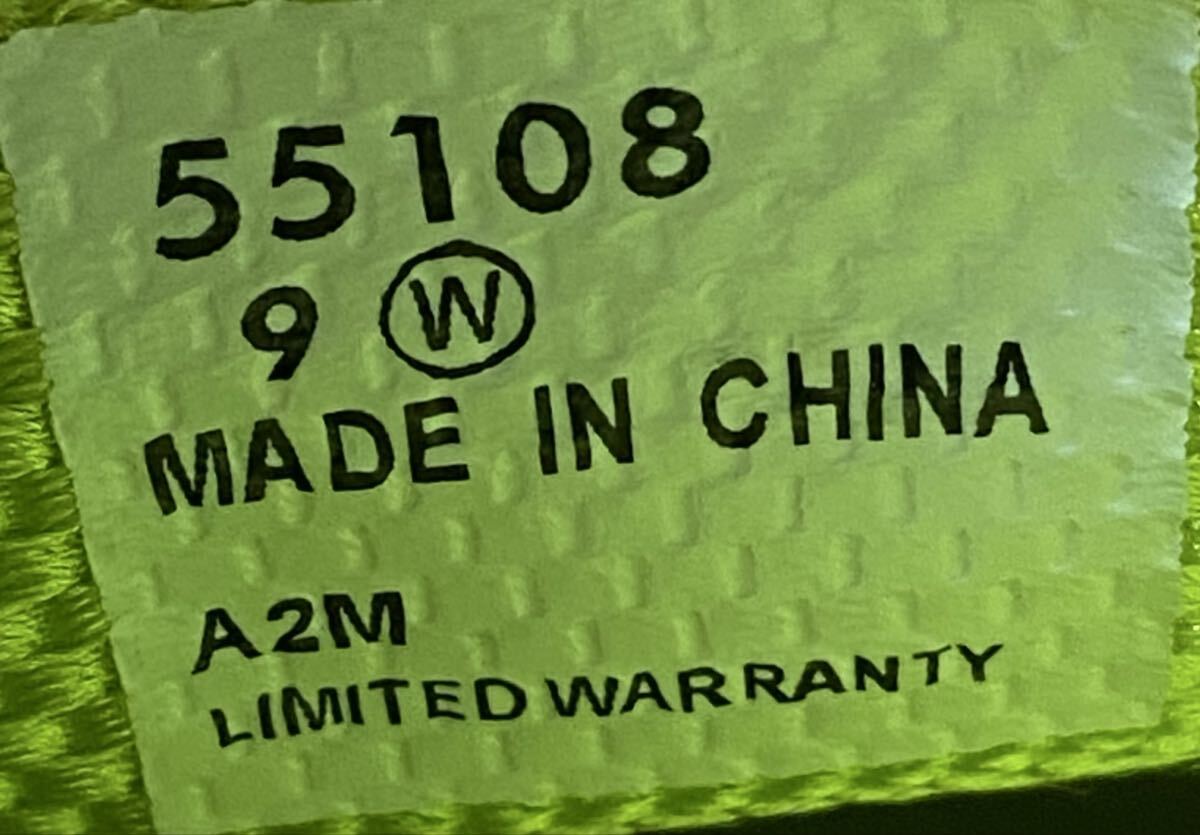 55108
9 Ⓦ
MADE IN CHINA
A2M
LIMITED WARRANTY